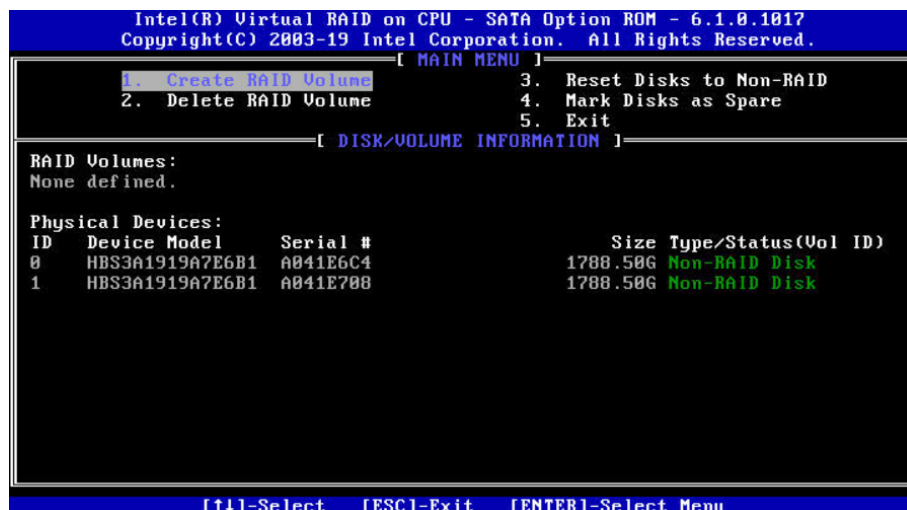 Intel(R) Virtual RAID on CPU - SATA Option ROM - 6.1.0.1017
Copyright(C) 2003-19 Intel Corporation.  All Rights Reserved.
[ MAIN MENU ]
1.  Create RAID Volume  3.  Reset Disks to Non-RAID
2.  Delete RAID Volume  4.  Mark Disks as Spare
5.  Exit
[ DISK/VOLUME INFORMATION ]
RAID Volumes:
None defined.
Physical Devices:
ID  Device Model  Serial #  Size Type/Status(Vol ID)
0  HBS3A1919A7E6B1  A041E6C4  1788.50G Non-RAID Disk
1  HBS3A1919A7E6B1  A041E708  1788.50G Non-RAID Disk
[↑↓]-Select  [ESC]-Exit  [ENTER]-Select Menu